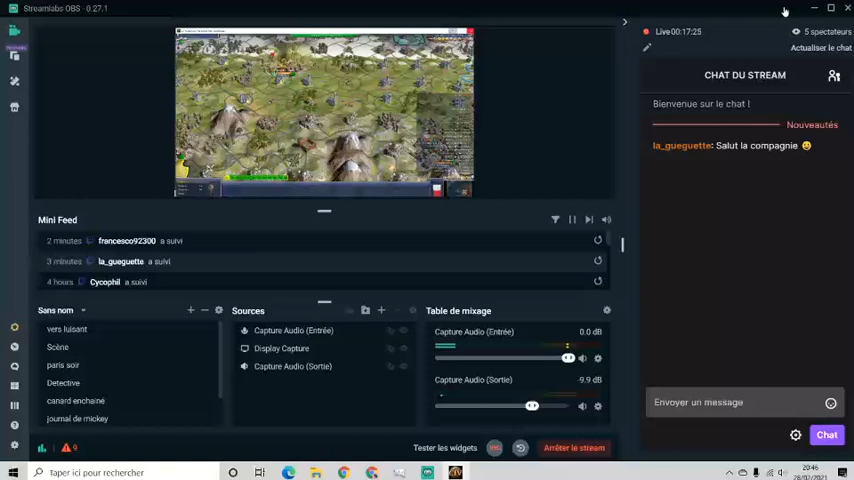 Streamlabs OBS - 0.27.1
Live 00:17:25
5 spectateurs
Actualiser le chat
CHAT DU STREAM
Bienvenue sur le chat !
Nouveautés
la_gueguette: Salut la compagnie
Mini Feed
2 minutes francesco92300 a suivi
3 minutes la_gueguette a suivi
4 hours Cycophil a suivi
Sans nom
Sources
Table de mixage
vers luisant
Scène
paris soir
Detective
canard enchainé
journal de mickey
Capture Audio (Entrée)
Display Capture
Capture Audio (Sortie)
Capture Audio (Entrée) 0.0 dB
Capture Audio (Sortie) -9.9 dB
Envoyer un message
Chat
9
Tester les widgets
REC
Arrêter le stream
Taper ici pour rechercher
20:46
28/02/2021